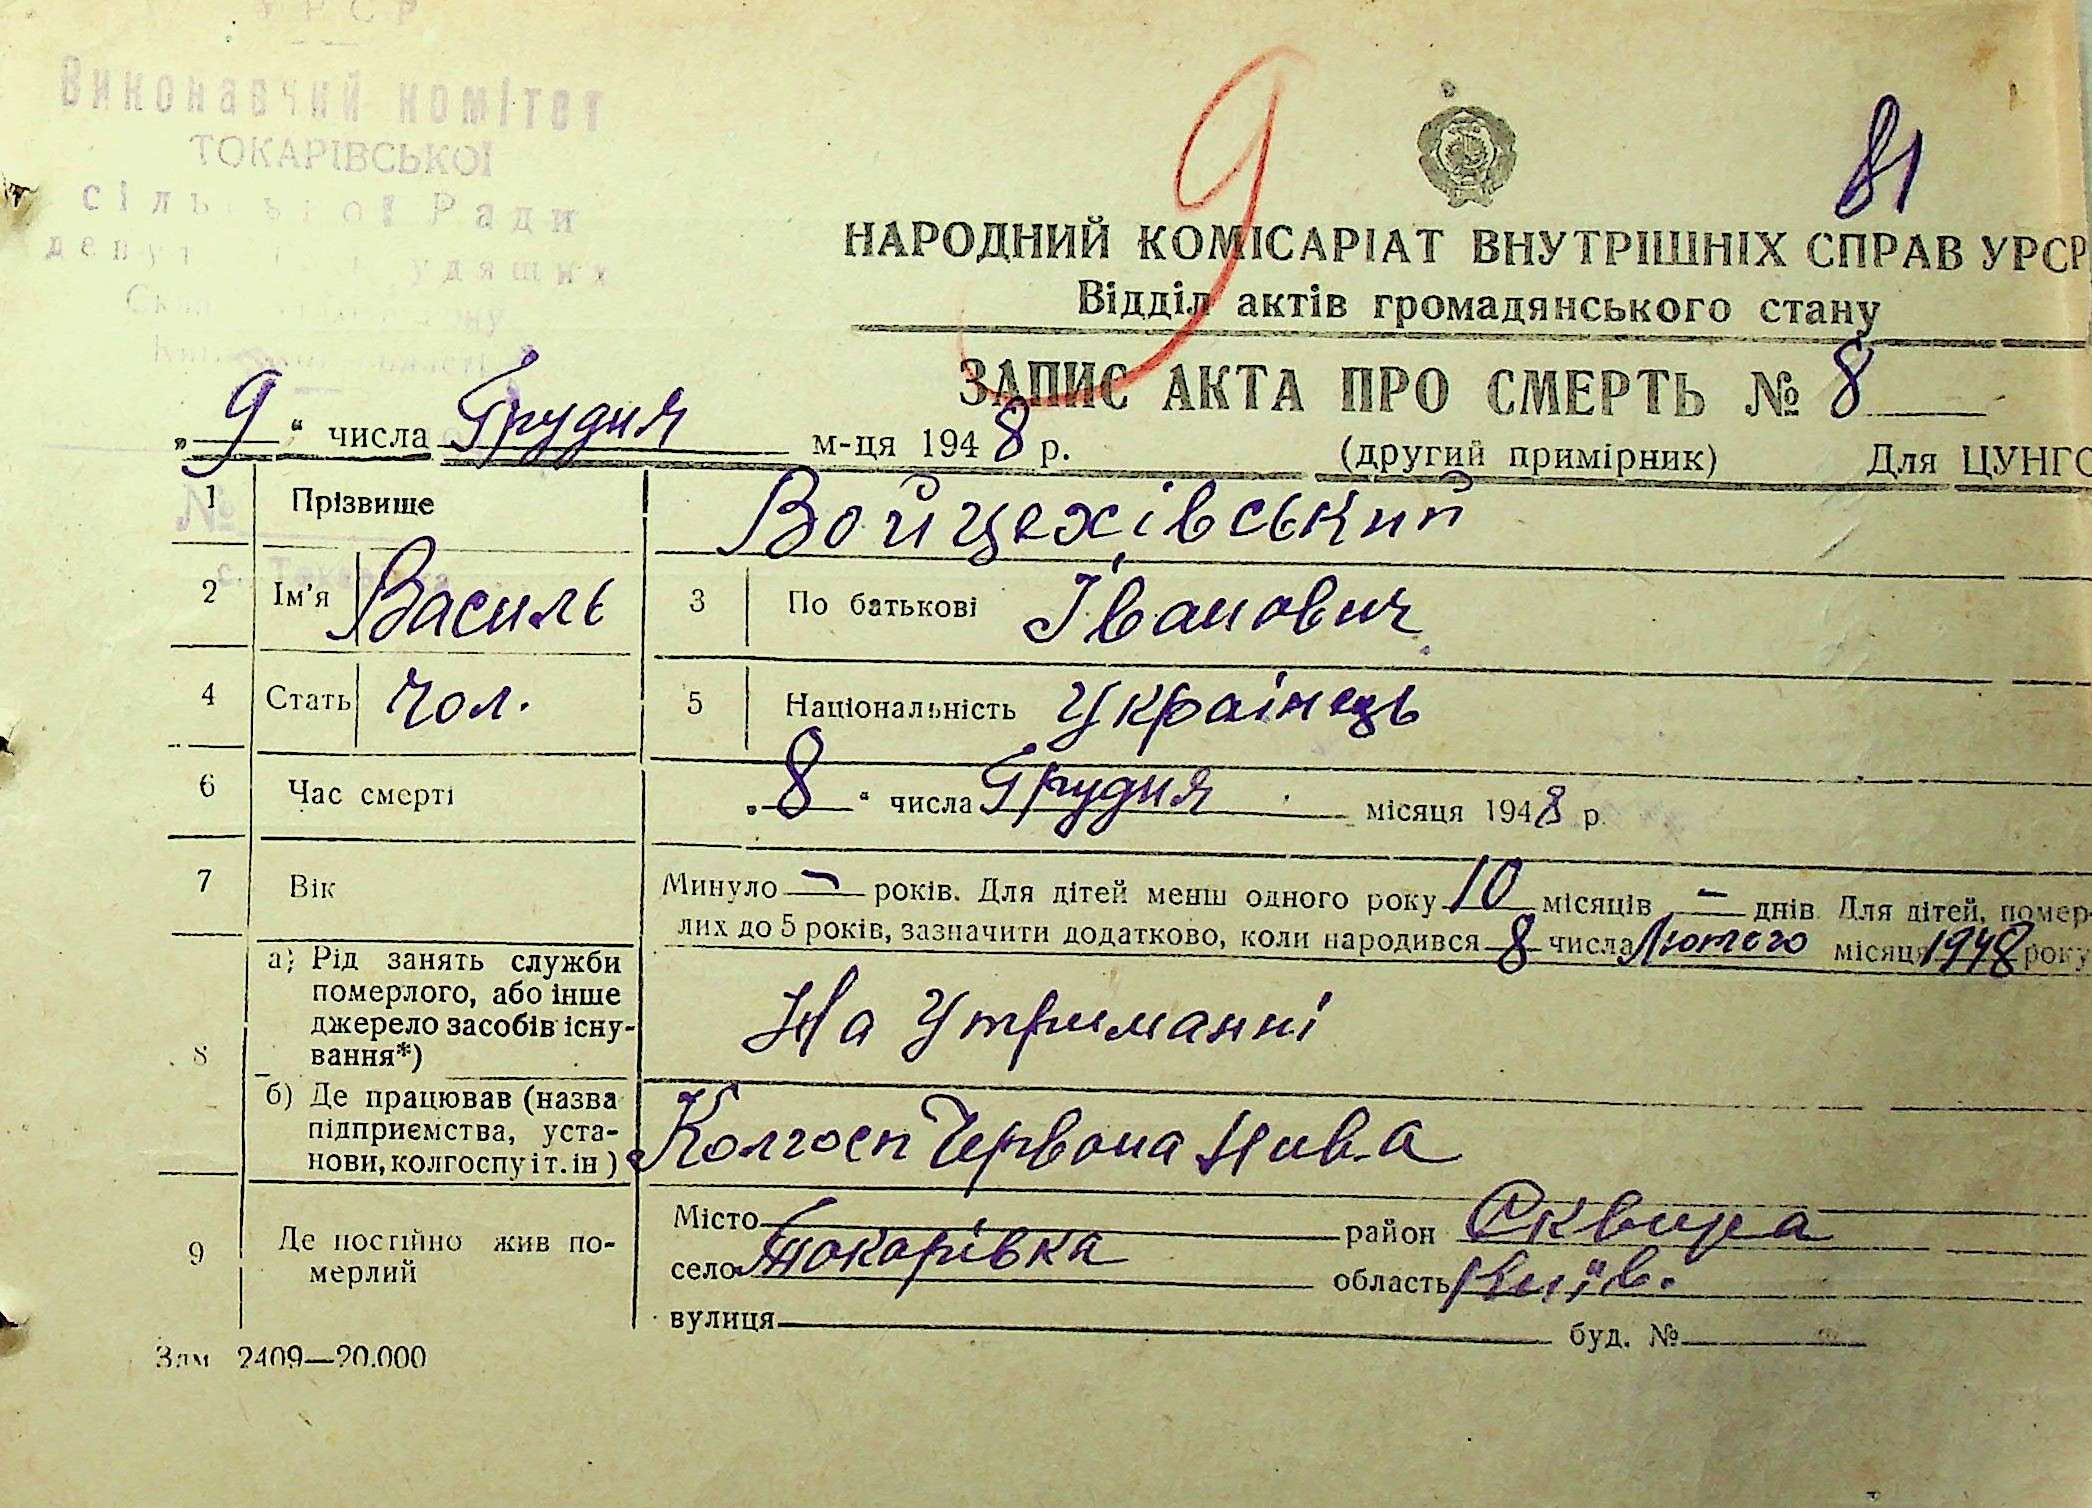 УРСР
Виконавчий комітет
ТОКАРІВСЬКОЇ
сільської Ради
81
9
НАРОДНИЙ КОМІСАРІАТ ВНУТРІШНІХ СПРАВ УРСР
Відділ актів громадянського стану
ЗАПИС АКТА ПРО СМЕРТЬ № 8
„ 9 “ числа Грудня м-ця 1948 р. (другий примірник) Для ЦУНГО
№
1 Прізвище Войцехівський
2 Ім'я Василь 3 По батькові Іванович
4 Стать Чол. 5 Національність Українець
6 Час смерті „ 8 “ числа Грудня місяця 1948 р.
7 Вік Минуло — років. Для дітей менш одного року 10 місяців — днів. Для дітей, помер-
лих до 5 років, зазначити додатково, коли народився 8 числа Лютого місяця 1948 року
8 а) Рід занять служби
померлого, або інше
джерело засобів існу-
вання*)
На Утриманні
б) Де працював (назва
підприємства, уста-
нови, колгоспу і т. ін)
Колгосп Червона Нива
9 Де постійно жив по-
мерлий
Місто район Сквира
село Токарівка область Київ.
вулиця буд. №
Зам 2409—20.000